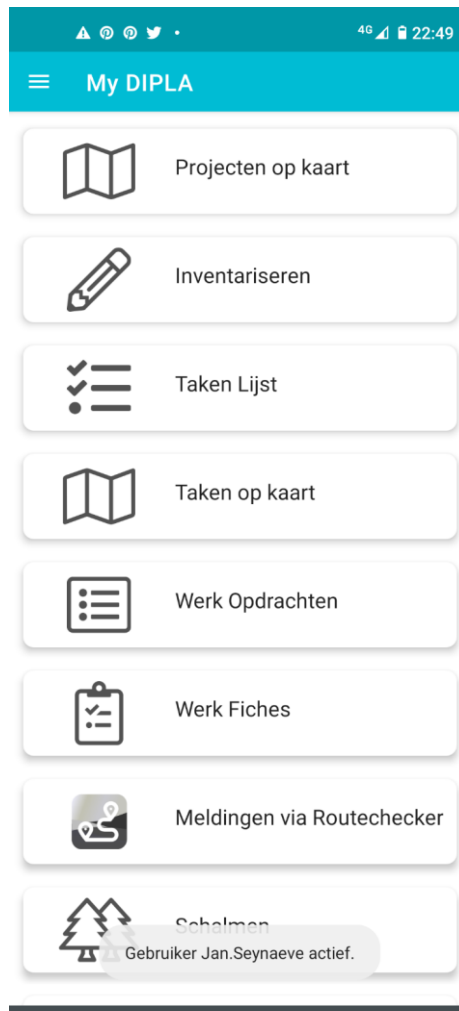 4G 22:49
My DIPLA
Projecten op kaart
Inventariseren
Taken Lijst
Taken op kaart
Werk Opdrachten
Werk Fiches
Meldingen via Routechecker
Schalmen
Gebruiker Jan.Seynaeve actief.